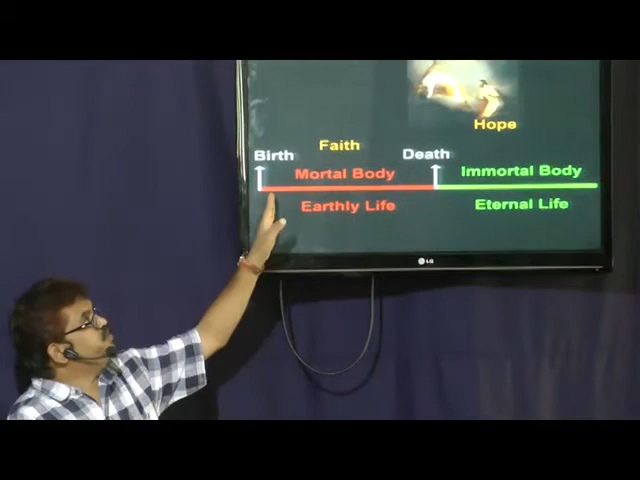 Hope
Faith
Birth
Death
Mortal Body
Immortal Body
Earthly Life
Eternal Life
LG